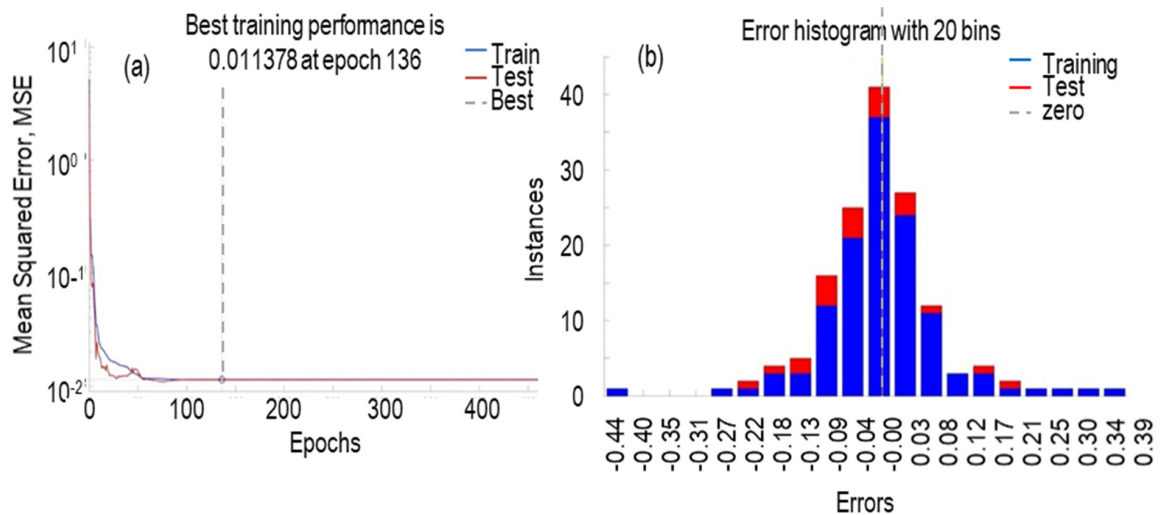 Best training performance is
0.011378 at epoch 136
(a)
Train
Test
Best
Mean Squared Error, MSE
10¹
10⁰
10⁻¹
10⁻²
0 100 200 300 400
Epochs
Error histogram with 20 bins
(b)
Training
Test
zero
Instances
40
30
20
10
0
-0.44
-0.40
-0.35
-0.31
-0.27
-0.22
-0.18
-0.13
-0.09
-0.04
-0.00
0.03
0.08
0.12
0.17
0.21
0.25
0.30
0.34
0.39
Errors